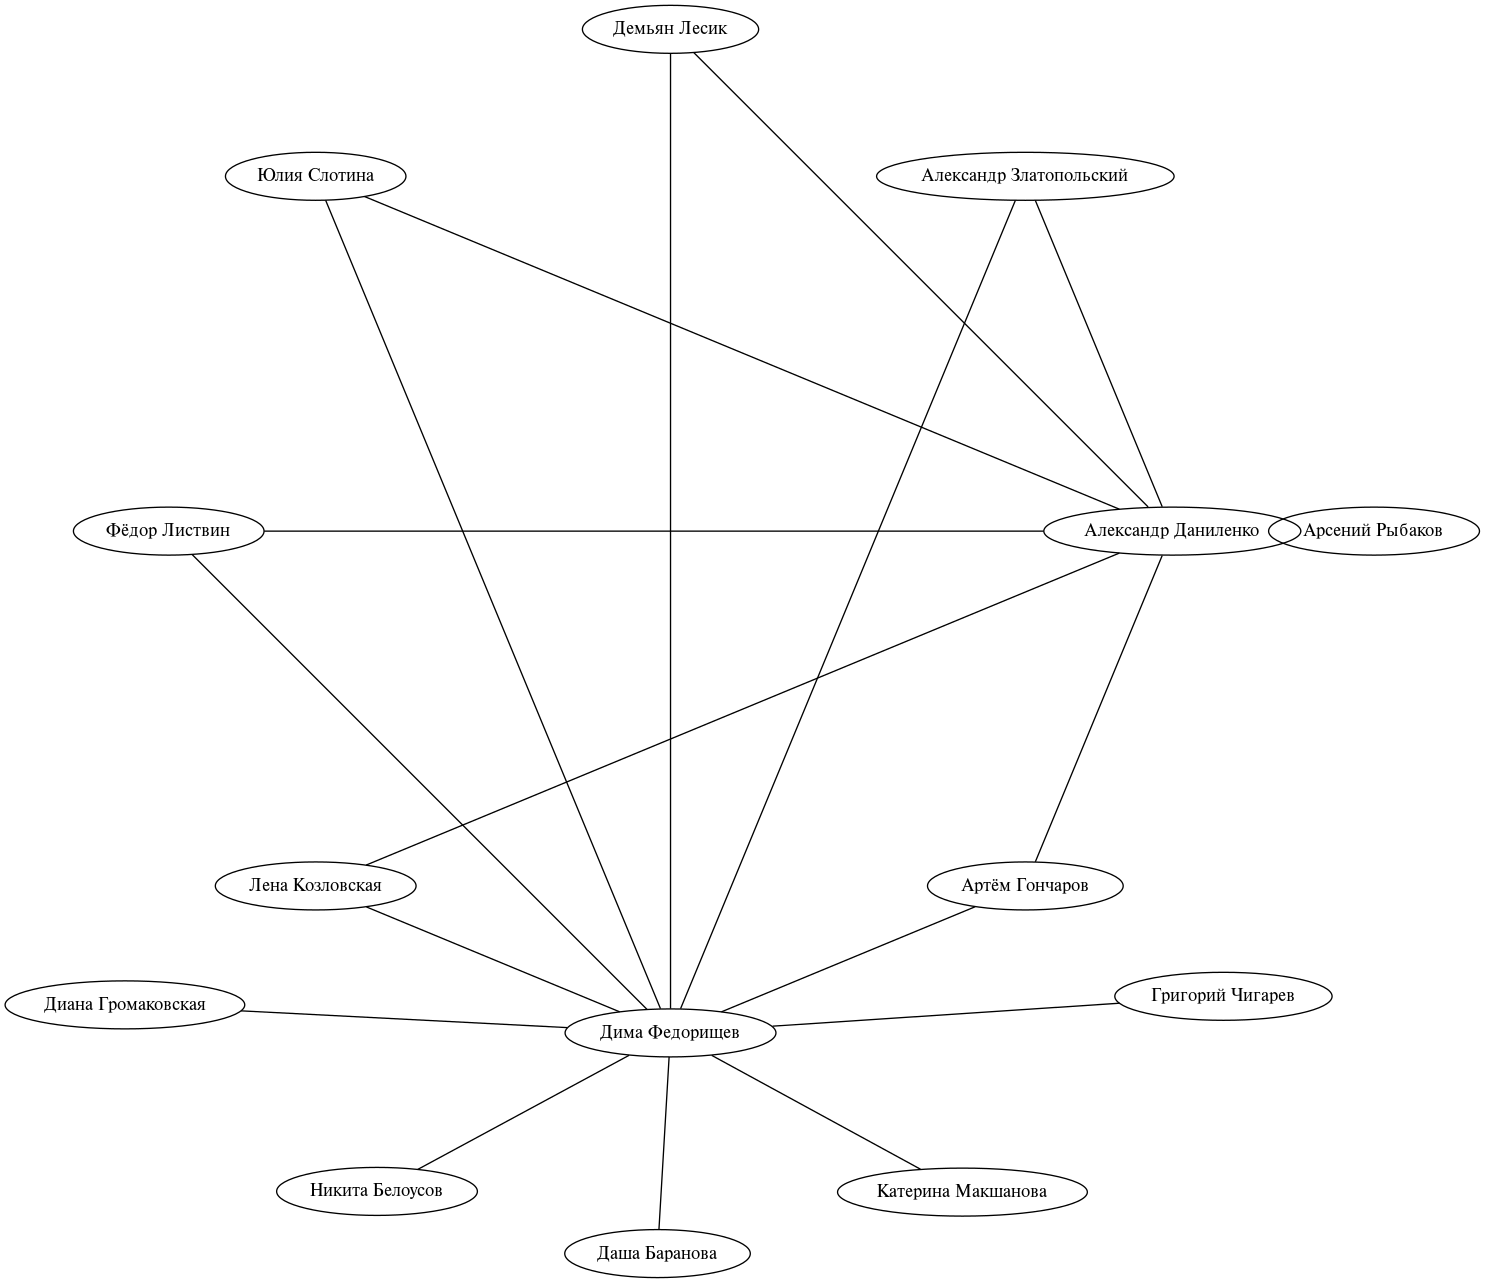 Демьян Лесик
Юлия Слотина
Александр Златопольский
Фёдор Листвин
Александр Даниленко
Арсений Рыбаков
Лена Козловская
Артём Гончаров
Диана Громаковская
Григорий Чигарев
Дима Федорищев
Никита Белоусов
Катерина Макшанова
Даша Баранова